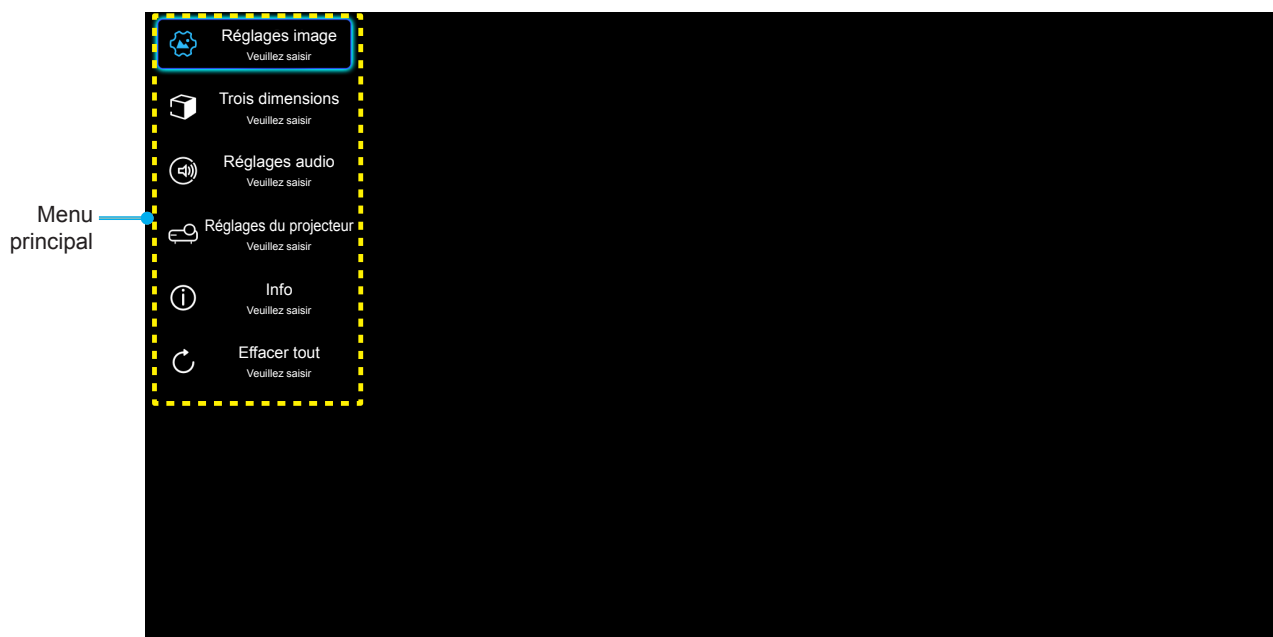 Réglages image
Veuillez saisir
Trois dimensions
Veuillez saisir
Réglages audio
Veuillez saisir
Menu
principal
Réglages du projecteur
Veuillez saisir
Info
Veuillez saisir
Effacer tout
Veuillez saisir